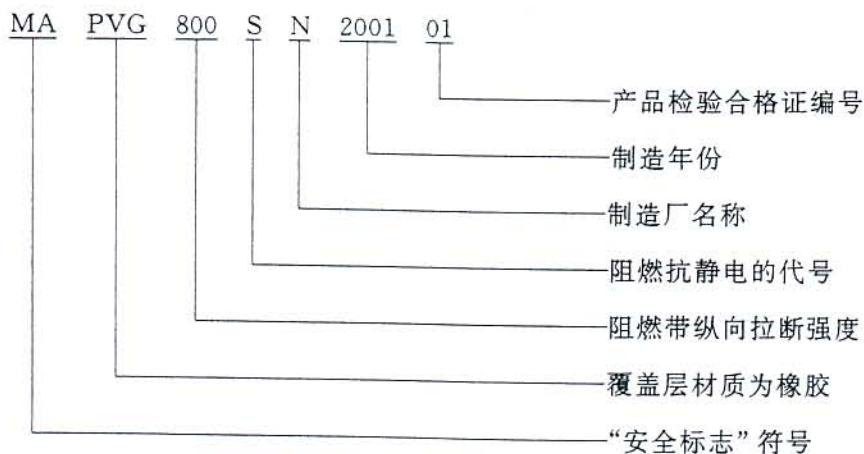 MA PVG 800 S N 2001 01
产品检验合格证编号
制造年份
制造厂名称
阻燃抗静电的代号
阻燃带纵向拉断强度
覆盖层材质为橡胶
“安全标志”符号